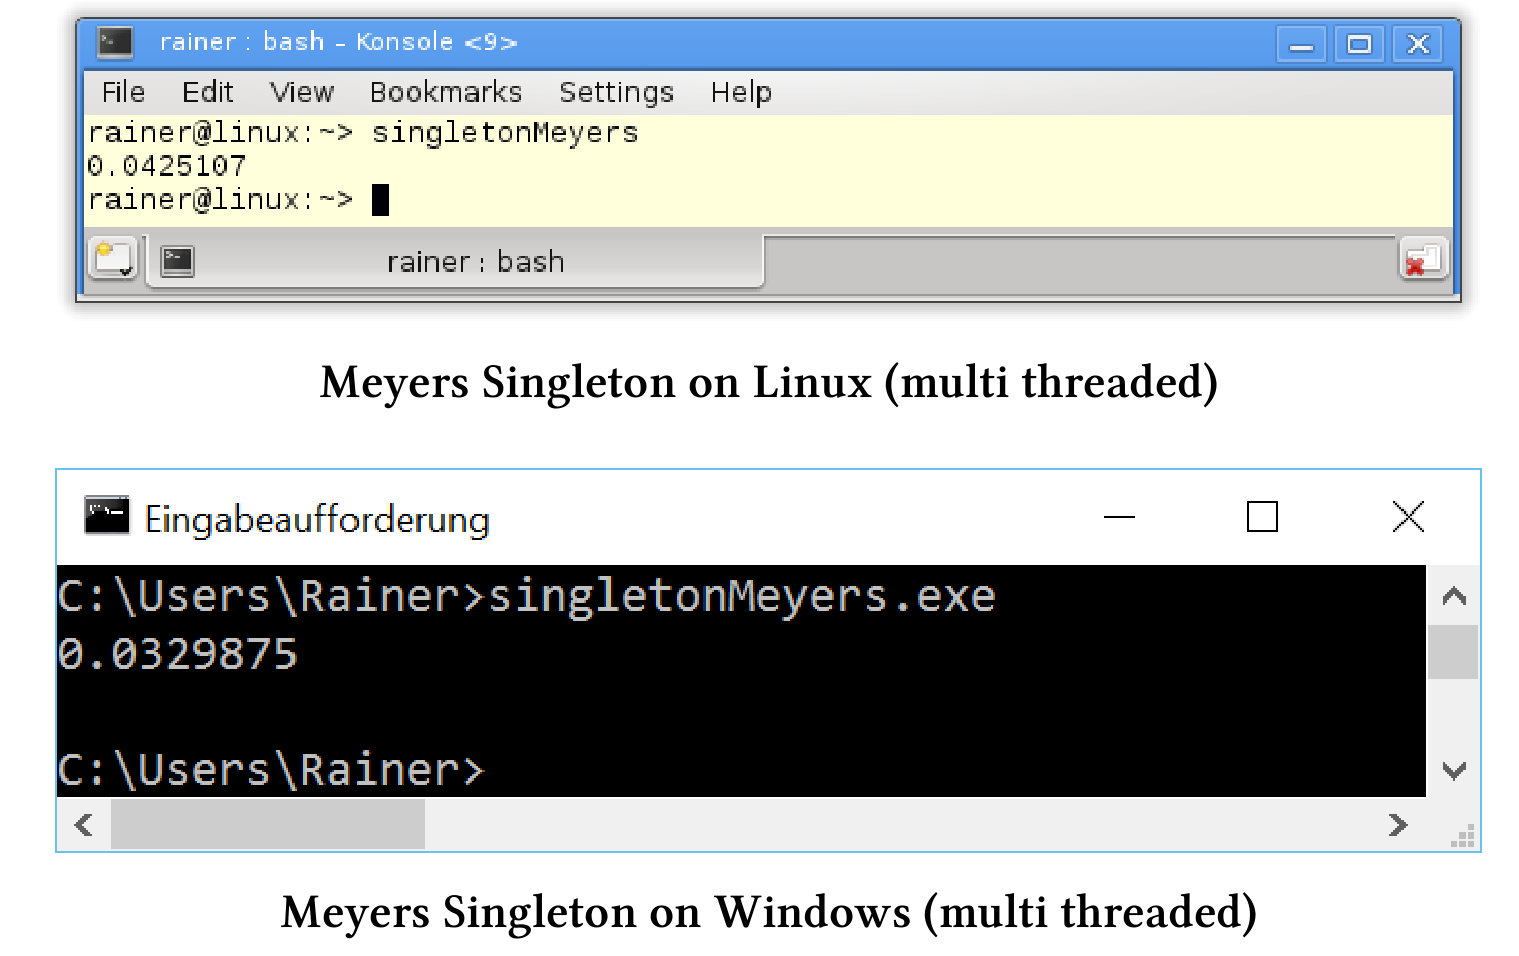 rainer : bash – Konsole <9>
File Edit View Bookmarks Settings Help
rainer@linux:~> singletonMeyers
0.0425107
rainer@linux:~>
rainer : bash
Meyers Singleton on Linux (multi threaded)
Eingabeaufforderung
C:\Users\Rainer>singletonMeyers.exe
0.0329875
C:\Users\Rainer>
Meyers Singleton on Windows (multi threaded)